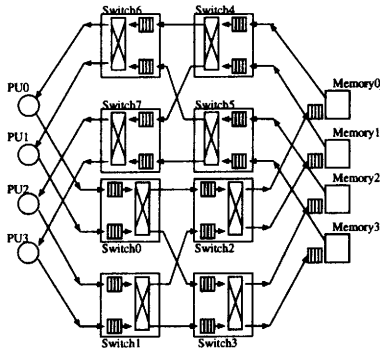 Switch6 Switch4
PU0 Memory0
Switch7 Switch5
PU1 Memory1
PU2 Memory2
PU3 Memory3
Switch0 Switch2
Switch1 Switch3